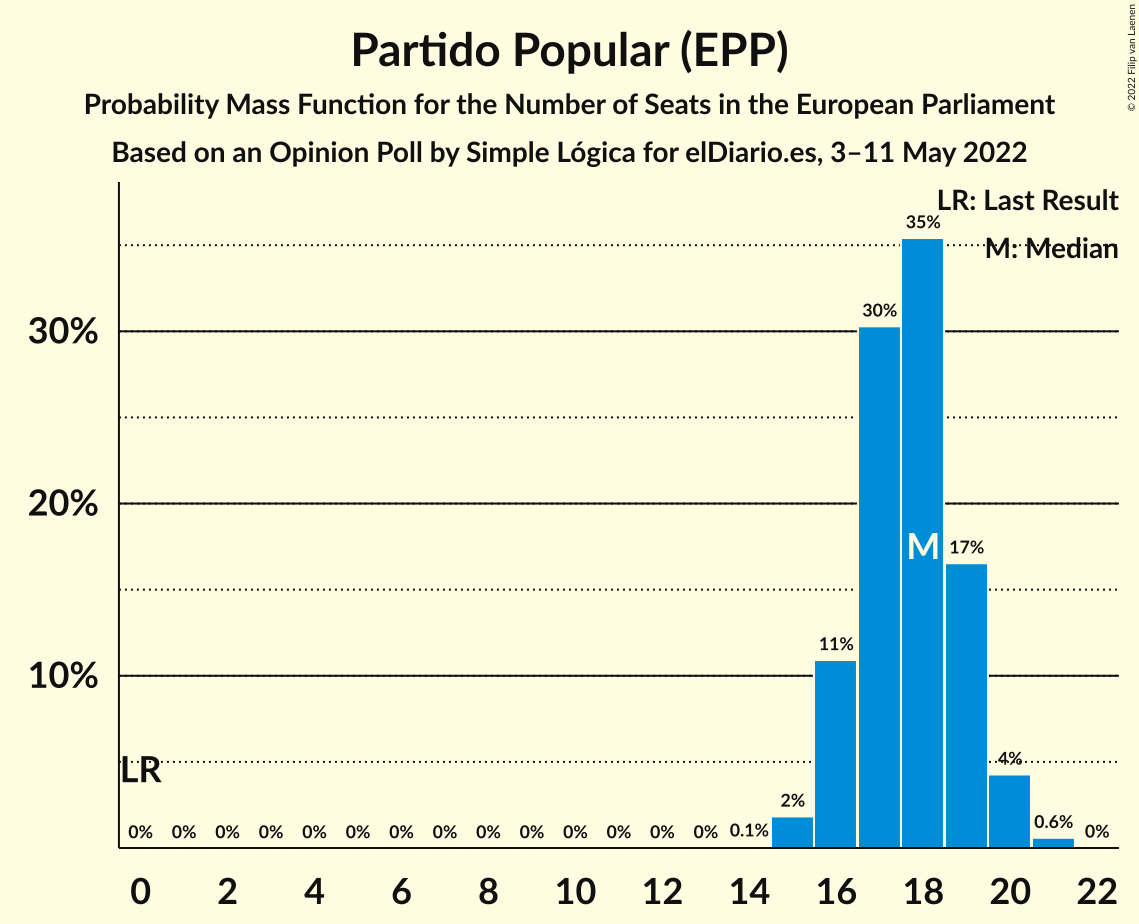 Partido Popular (EPP)
Probability Mass Function for the Number of Seats in the European Parliament
Based on an Opinion Poll by Simple Lógica for elDiario.es, 3–11 May 2022
© 2022 Filip van Laenen
LR: Last Result
M: Median
30%
20%
10%
LR
M
0% 0% 0% 0% 0% 0% 0% 0% 0% 0% 0% 0% 0% 0% 0.1% 2% 11% 30% 35% 17% 4% 0.6% 0%
0 2 4 6 8 10 12 14 16 18 20 22